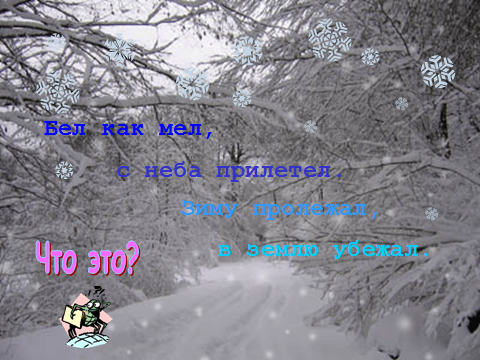 Бел как мел,
с неба прилетел.
Зиму пролежал,
в землю убежал.
Что это?